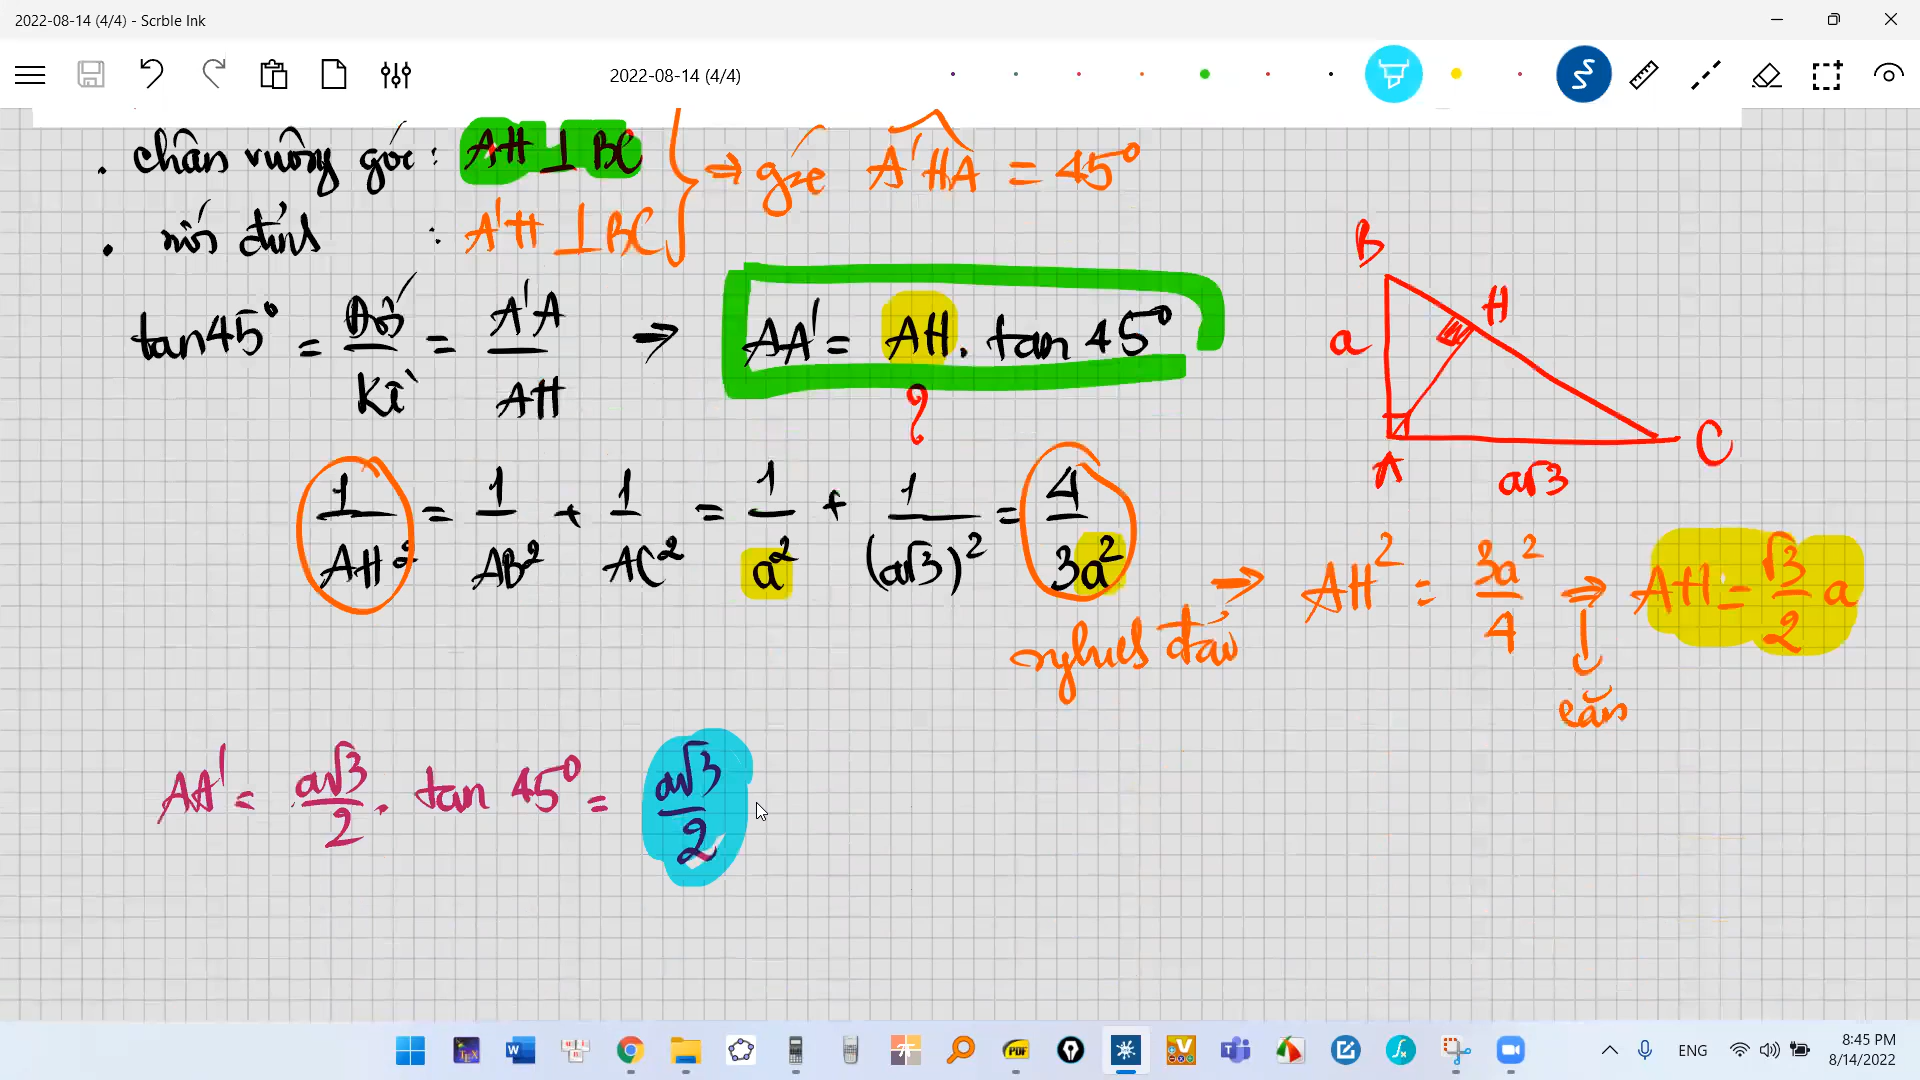 2022-08-14 (4/4) - Scrble Ink
2022-08-14 (4/4)
. chân vuông góc : AH ⊥ BC
⇒ góc A'HA = 45°
. nối đỉnh : A'H ⊥ BC
tan 45° = Đối/Kề = A'A/AH → AA' = AH . tan 45°
?
B
H
a
A
C
a√3
1/AH² = 1/AB² + 1/AC² = 1/a² + 1/(a√3)² = 4/3a²
→ AH² = 3a²/4 ⇒ AH = √3/2 a
nghịch đảo
căn
AA' = a√3/2 . tan 45° = a√3/2
ENG
8:45 PM
8/14/2022